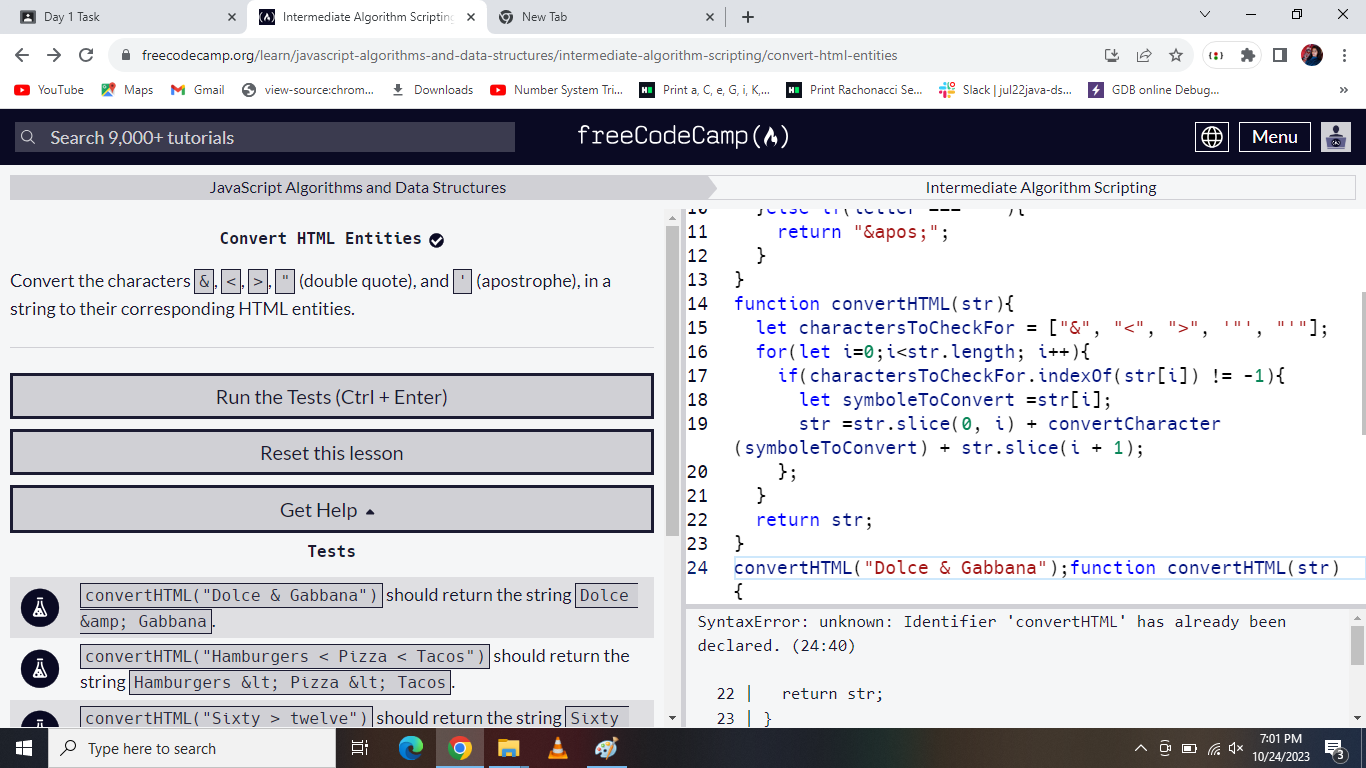 Day 1 Task
Intermediate Algorithm Scripting
New Tab
freecodecamp.org/learn/javascript-algorithms-and-data-structures/intermediate-algorithm-scripting/convert-html-entities
YouTube Maps Gmail view-source:chrom... Downloads Number System Tri... Print a, C, e, G, i, K,... Print Rachonacci Se... Slack | jul22java-ds... GDB online Debug... »
Search 9,000+ tutorials
freeCodeCamp
Menu
JavaScript Algorithms and Data Structures
Intermediate Algorithm Scripting
Convert HTML Entities
Convert the characters &, <, >, " (double quote), and ' (apostrophe), in a
string to their corresponding HTML entities.
Run the Tests (Ctrl + Enter)
Reset this lesson
Get Help
Tests
convertHTML("Dolce & Gabbana") should return the string Dolce
&amp; Gabbana.
convertHTML("Hamburgers < Pizza < Tacos") should return the
string Hamburgers &lt; Pizza &lt; Tacos.
convertHTML("Sixty > twelve") should return the string Sixty
10 }else if(letter ===
11 return "&apos;";
12 }
13 }
14 function convertHTML(str){
15 let charactersToCheckFor = ["&", "<", ">", '"', "'"];
16 for(let i=0;i<str.length; i++){
17 if(charactersToCheckFor.indexOf(str[i]) != -1){
18 let symboleToConvert =str[i];
19 str =str.slice(0, i) + convertCharacter
(symboleToConvert) + str.slice(i + 1);
20 };
21 }
22 return str;
23 }
24 convertHTML("Dolce & Gabbana");function convertHTML(str)
{
SyntaxError: unknown: Identifier 'convertHTML' has already been
declared. (24:40)
22 | return str;
23 | }
Type here to search
7:01 PM
10/24/2023
3